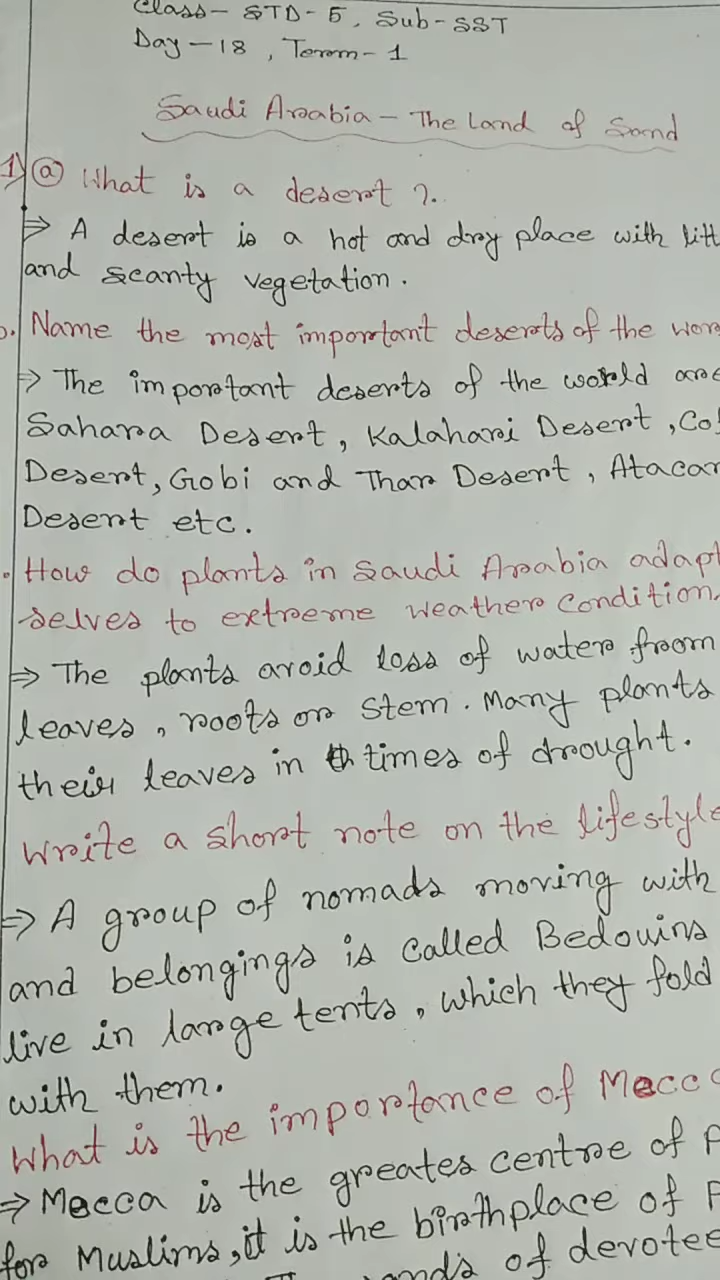 Class- STD- 5, Sub- SST
Day-18, Term-1
Saudi Arabia - The Land of Sand
1) a What is a desert ?.
⇒ A desert is a hot and dry place with
and scanty vegetation.
Name the most important deserts of the
⇒ The important deserts of the world are
Sahara Desert, Kalahari Desert,
Desert, Gobi and Thar Desert,
Desert etc.
How do plants in Saudi Arabia adapt
selves to extreme weather condition
⇒ The plants avoid loss of water from
leaves, roots or stem. Many plants
their leaves in times of drought.
Write a short note on the lifestyle
⇒ A group of nomads moving with
and belongings is called Bedouins
live in large tents, which they fold
with them.
What is the importance of Mecca
⇒ Mecca is the greates centre of
for Muslims, it is the birthplace of
of